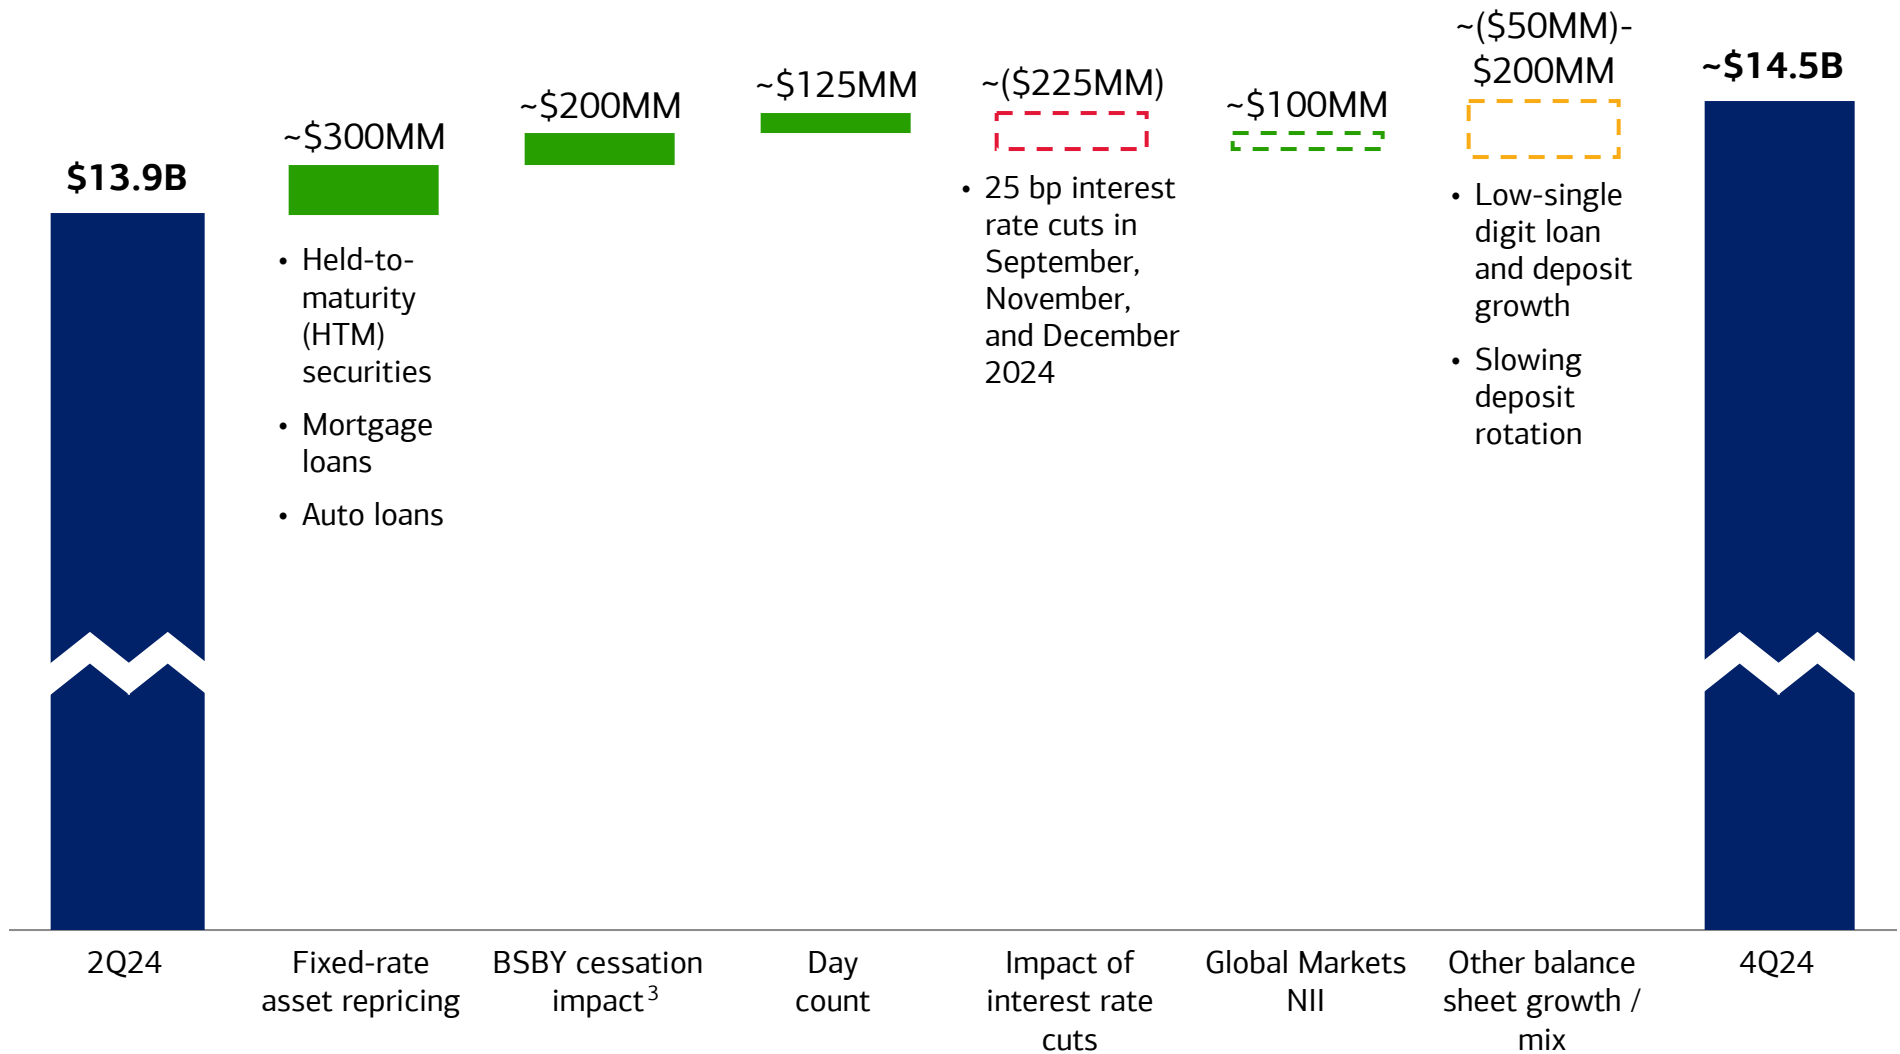 $13.9B
~$300MM
• Held-to-
maturity
(HTM)
securities
• Mortgage
loans
• Auto loans
~$200MM
~$125MM
~($225MM)
• 25 bp interest
rate cuts in
September,
November,
and December
2024
~$100MM
~($50MM)-
$200MM
• Low-single
digit loan
and deposit
growth
• Slowing
deposit
rotation
~$14.5B
2Q24
Fixed-rate
asset repricing
BSBY cessation
impact³
Day
count
Impact of
interest rate
cuts
Global Markets
NII
Other balance
sheet growth /
mix
4Q24